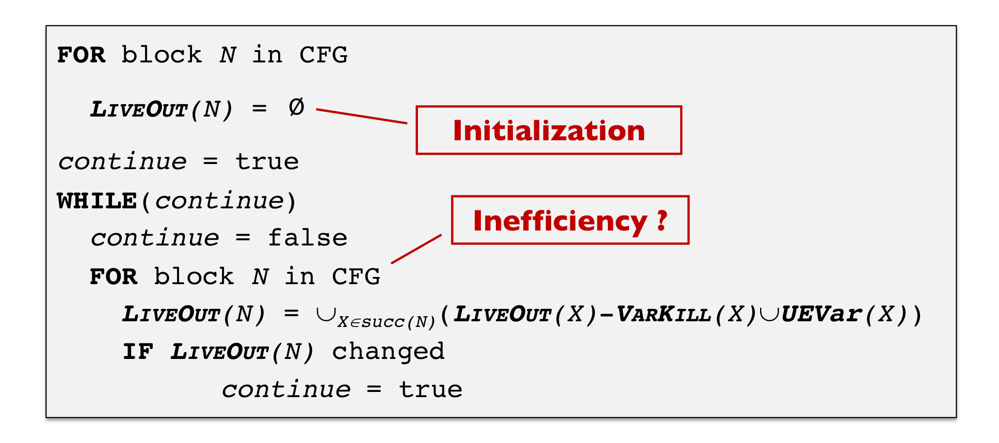 FOR block N in CFG
LIVEOUT(N) = Ø
Initialization
continue = true
WHILE(continue)
Inefficiency ?
continue = false
FOR block N in CFG
LIVEOUT(N) = ∪X∈succ(N)(LIVEOUT(X)-VARKILL(X)∪UEVar(X))
IF LIVEOUT(N) changed
continue = true